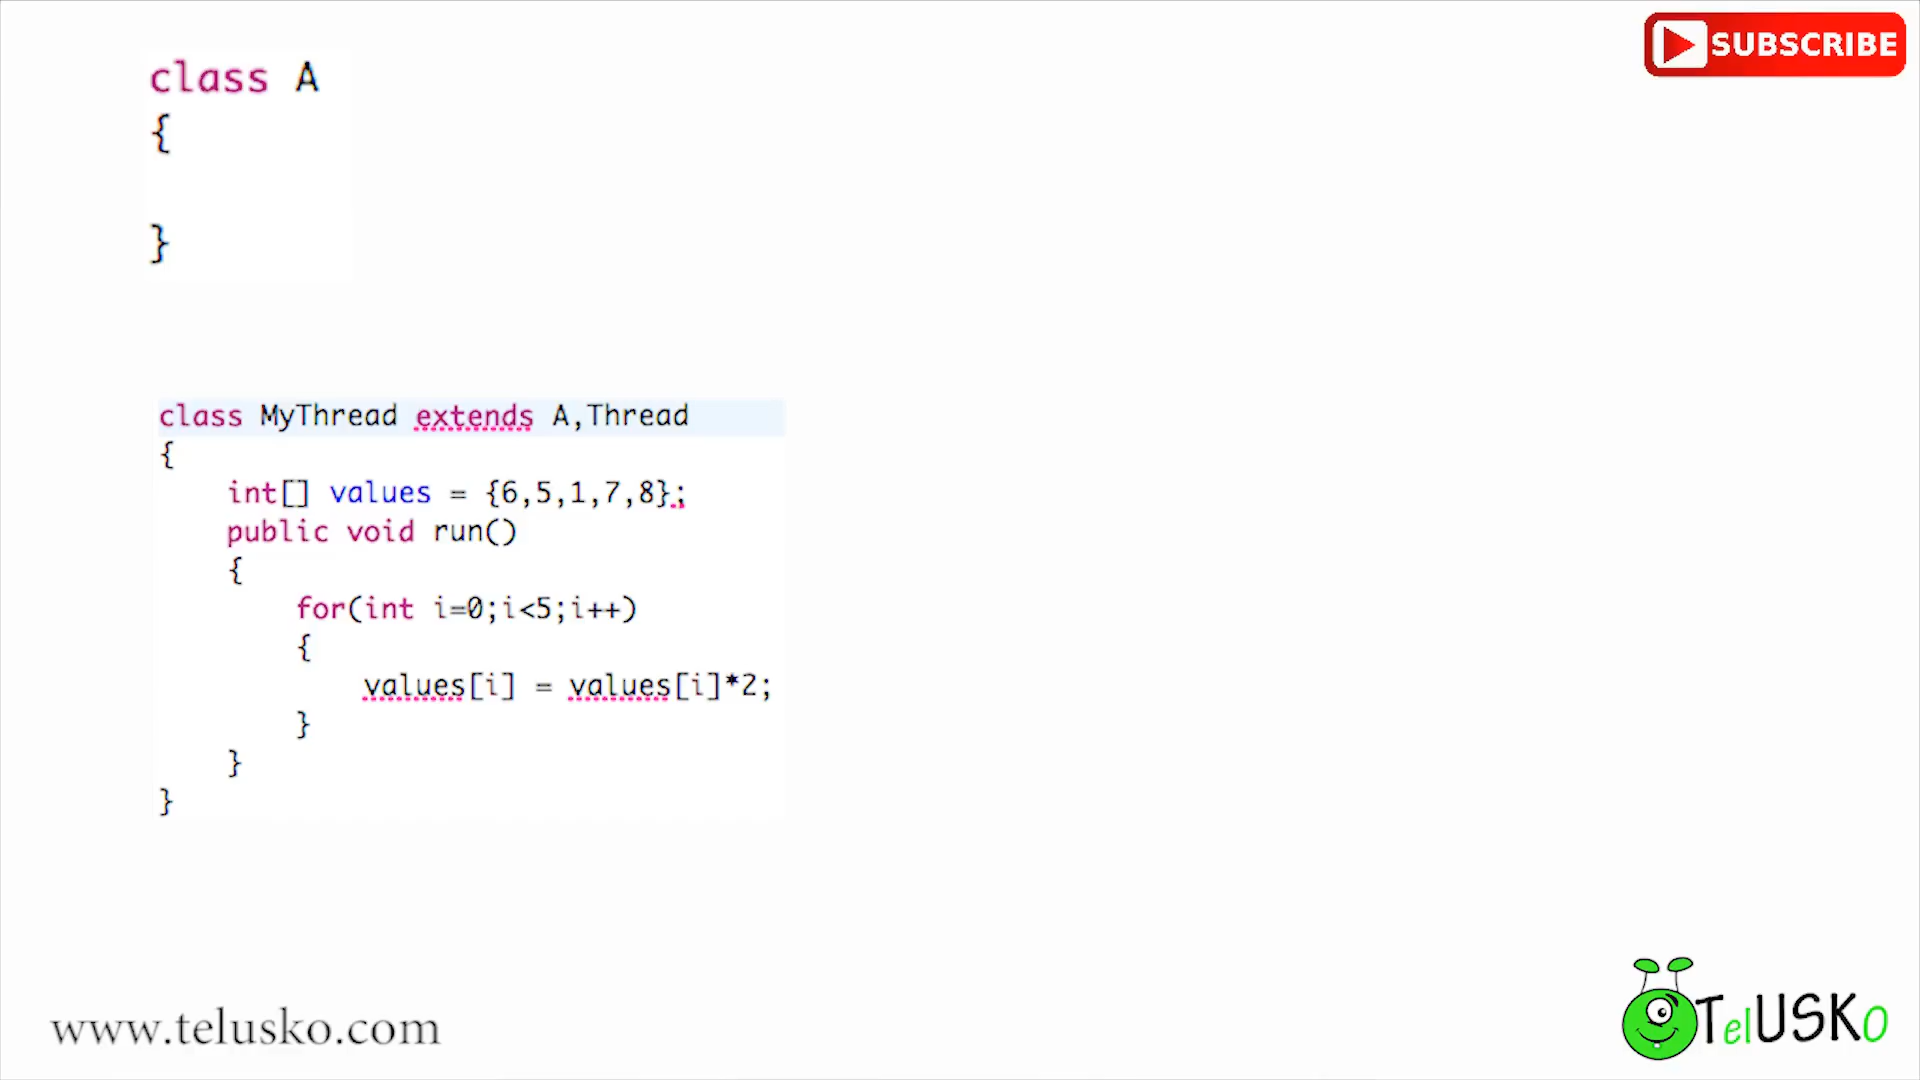 SUBSCRIBE
class A
{
}
class MyThread extends A,Thread
{
int[] values = {6,5,1,7,8};
public void run()
{
for(int i=0;i<5;i++)
{
values[i] = values[i]*2;
}
}
}
www.telusko.com
TelUSKo